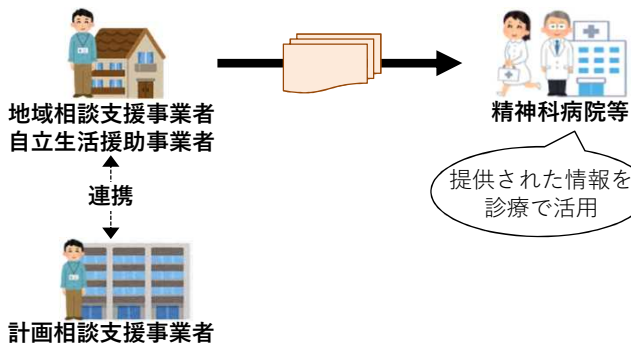 地域相談支援事業者
自立生活援助事業者
精神科病院等
提供された情報を
診療で活用
連携
計画相談支援事業者